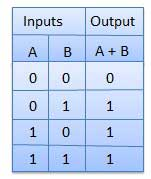 Inputs Output
A B A + B
0 0 0
0 1 1
1 0 1
1 1 1